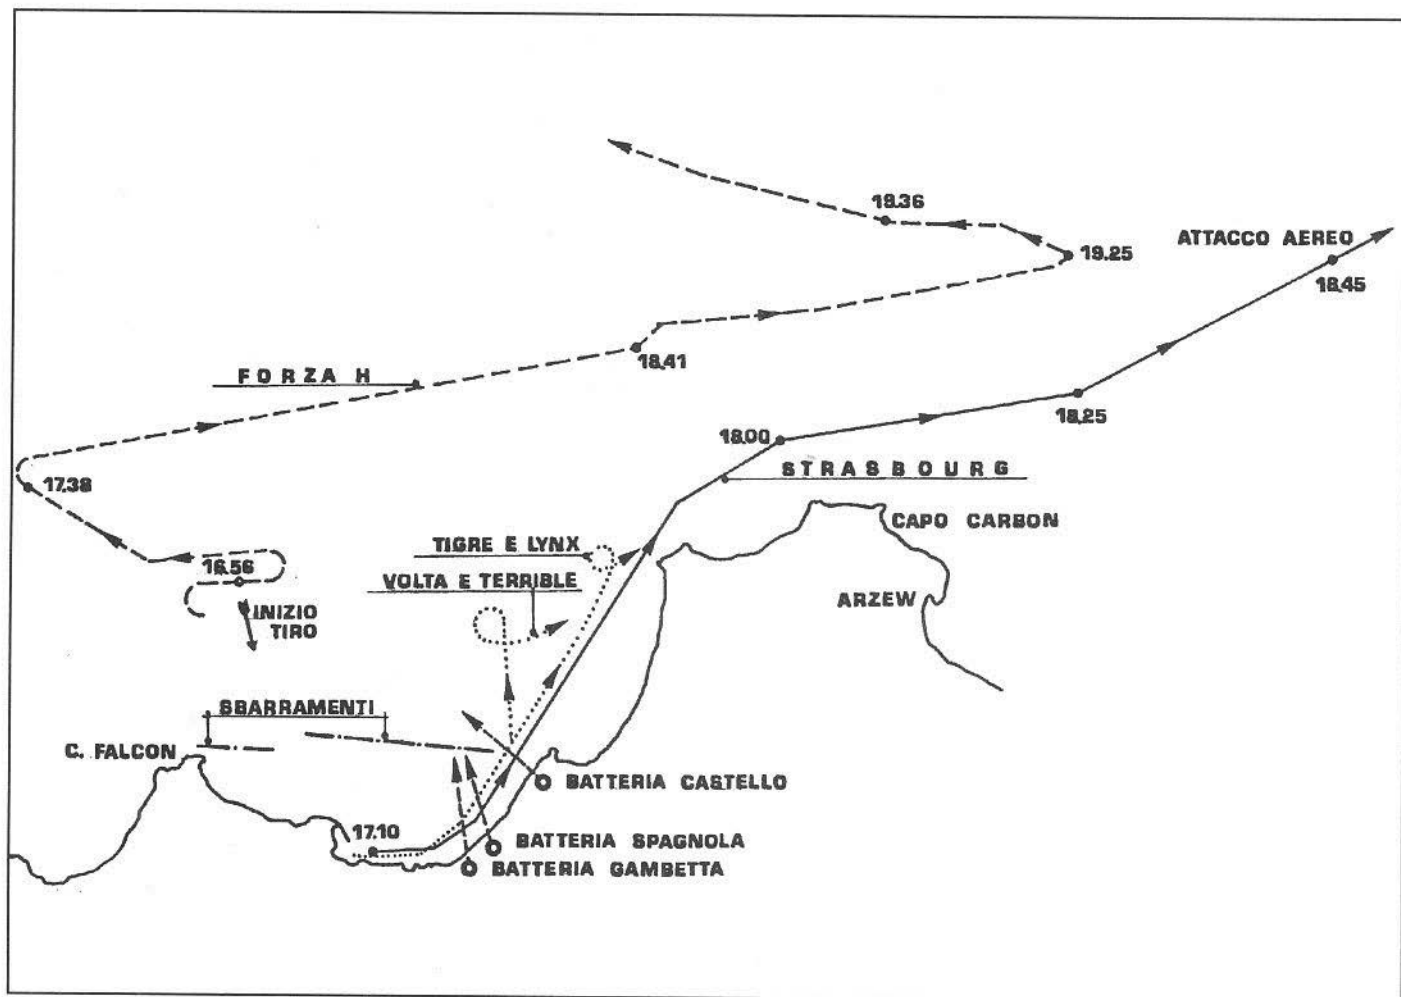 19.36
ATTACCO AEREO
19.25
18.45
18.41
FORZA H
18.25
18.00
STRASBOURG
17.38
CAPO CARBON
TIGRE E LYNX
16.56
VOLTA E TERRIBLE
ARZEW
INIZIO
TIRO
SBARRAMENTI
C. FALCON
BATTERIA CASTELLO
17.10
BATTERIA SPAGNOLA
BATTERIA GAMBETTA